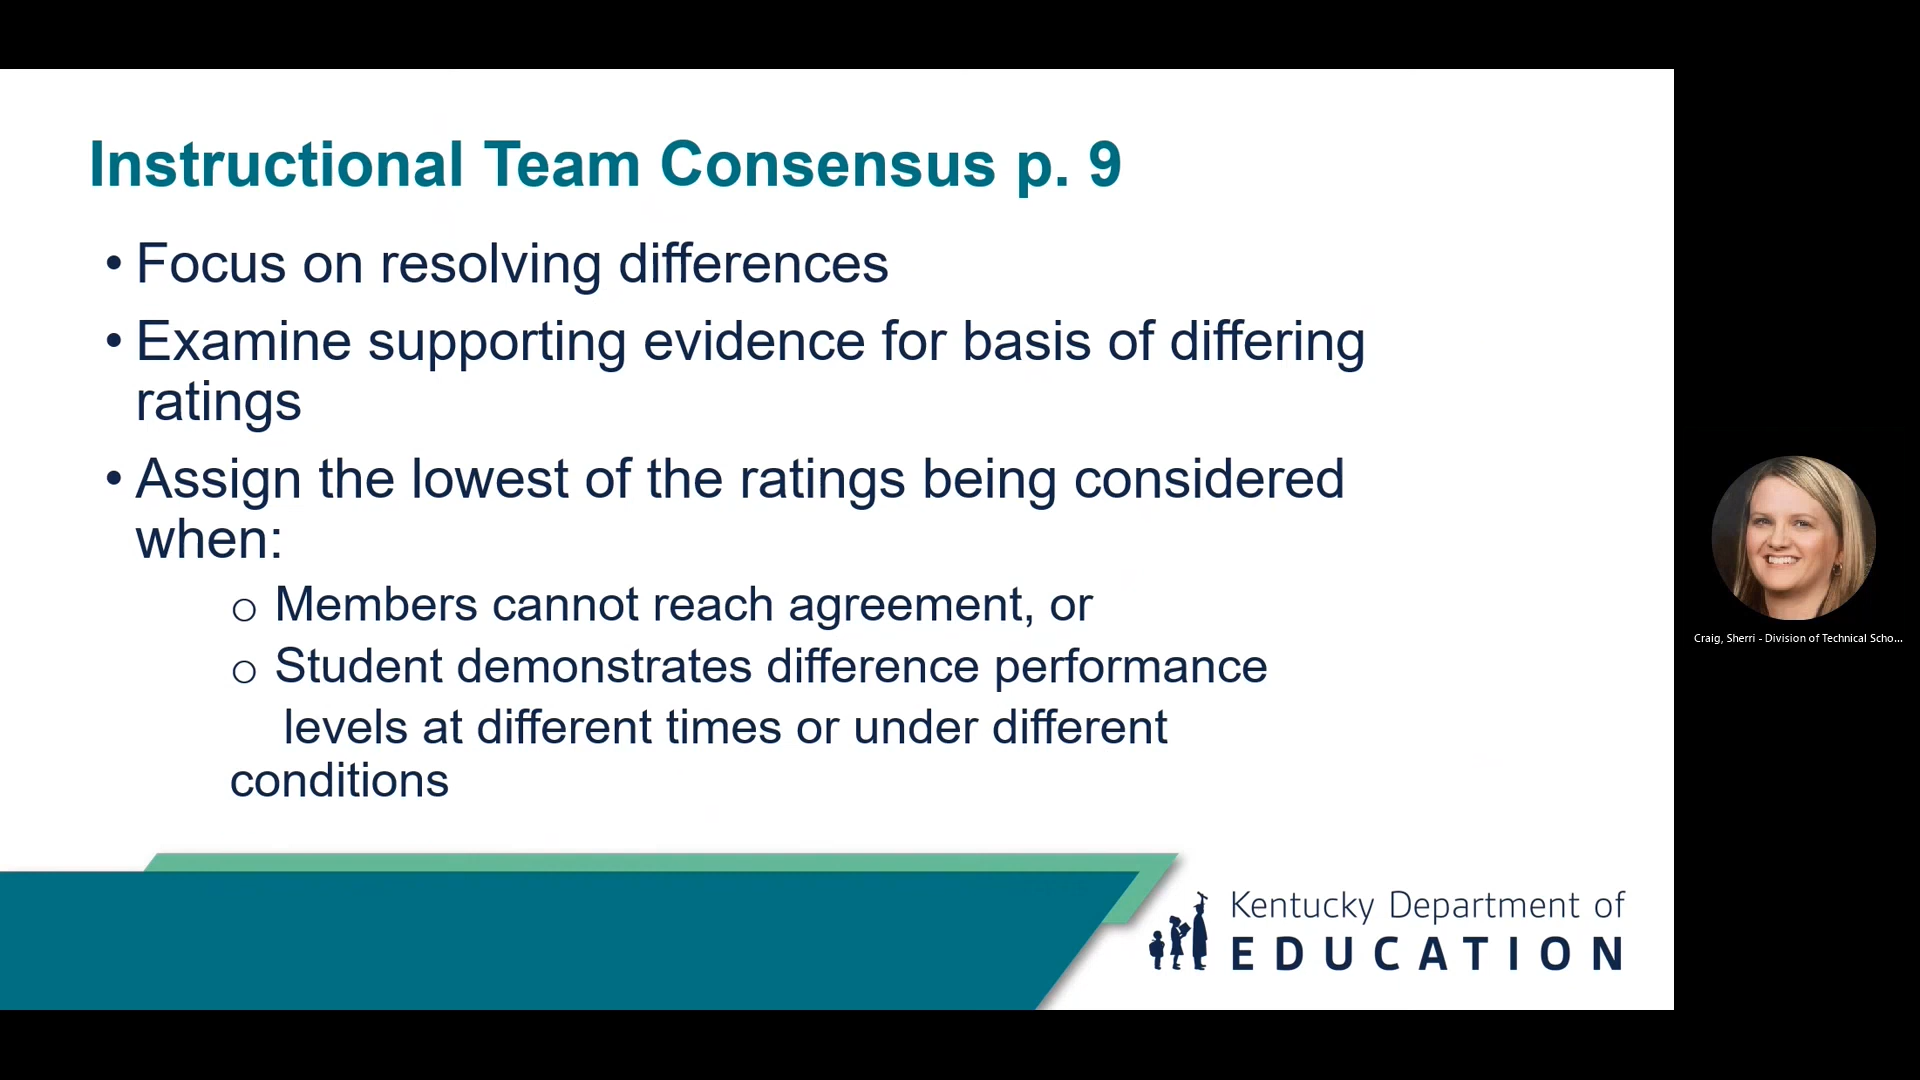 Instructional Team Consensus p. 9
• Focus on resolving differences
• Examine supporting evidence for basis of differing
ratings
• Assign the lowest of the ratings being considered
when:
o Members cannot reach agreement, or
o Student demonstrates difference performance
levels at different times or under different
conditions
Kentucky Department of
EDUCATION
Craig, Sherri - Division of Technical Scho...